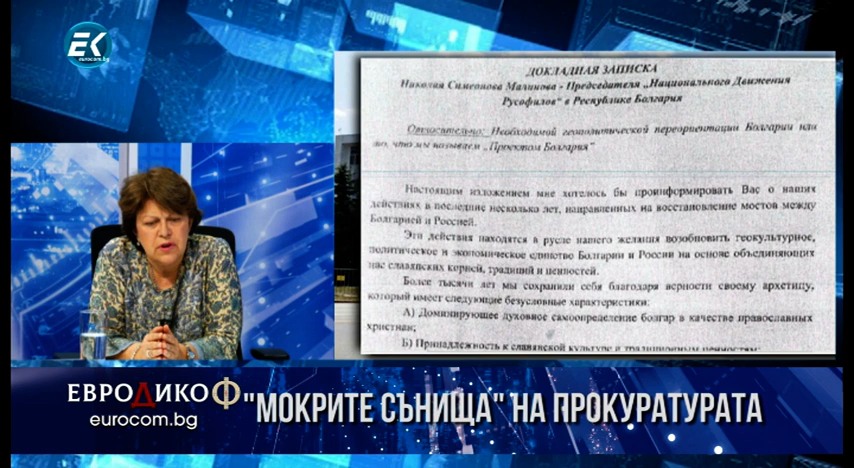 EK
eurocom.bg
ДОКЛАДНАЯ ЗАПИСКА
Николая Симеонова Малинова - Председателя „Национального Движения
Русофилов" в Республике Болгария
Относительно: Необходимой геополитической переориентации Болгарии или
то, что мы называем „Проектом Болгария"
Настоящим изложением мне хотелось бы проинформировать Вас о наших
действиях в последние несколько лет, направленных на восстановление мостов между
Болгарией и Россией.
Эти действия находятся в русле нашего желания возобновить геокультурное,
политическое и экономическое единство Болгарии и России на основе объединяющих
нас славянских корней, традиций и ценностей.
Более тысячи лет мы сохранили себя благодаря верности своему архетипу,
который имеет следующие безусловные характеристики:
А) Доминирующее духовное самоопределение болгар в качестве православных
христиан;
Б) Принадлежность к славянской культуре и традиционным ценностям;
ЕВРОДИКОФ
eurocom.bg
"МОКРИТЕ СЪНИЩА" НА ПРОКУРАТУРАТА